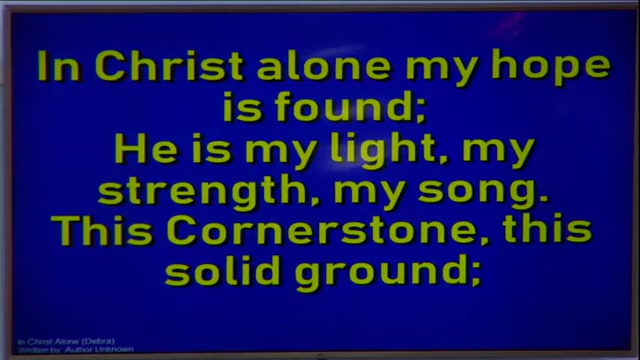 In Christ alone my hope
is found;
He is my light, my
strength, my song.
This Cornerstone, this
solid ground;
In Christ Alone (Debra)
Written by: Author Unknown